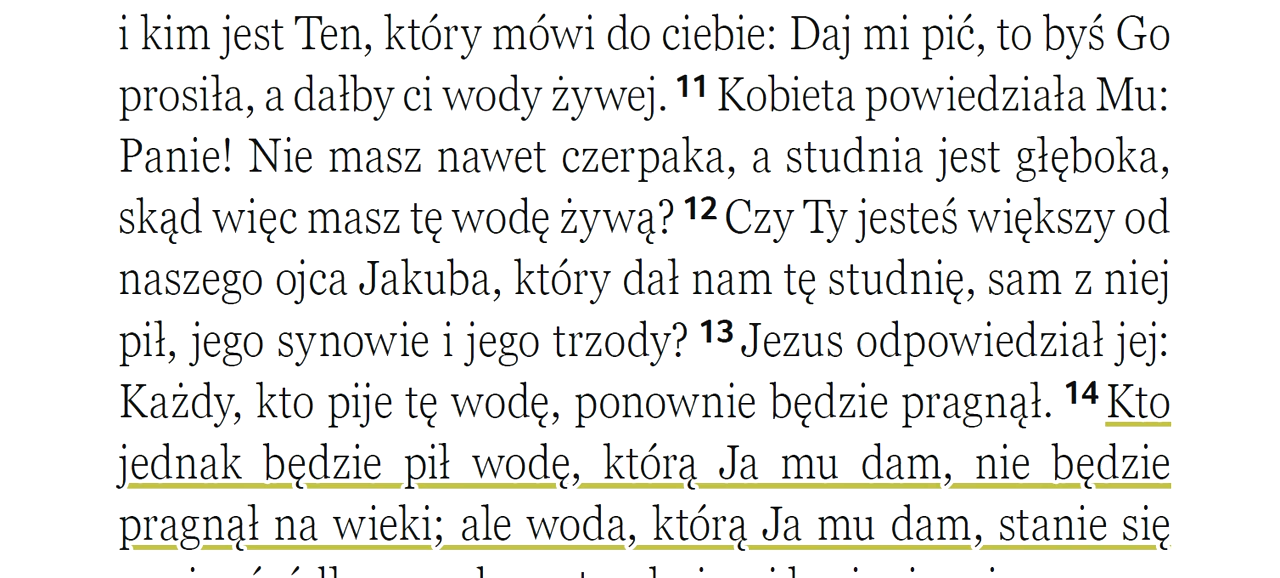 i kim jest Ten, który mówi do ciebie: Daj mi pić, to byś Go
prosiła, a dałby ci wody żywej. 11 Kobieta powiedziała Mu:
Panie! Nie masz nawet czerpaka, a studnia jest głęboka,
skąd więc masz tę wodę żywą? 12 Czy Ty jesteś większy od
naszego ojca Jakuba, który dał nam tę studnię, sam z niej
pił, jego synowie i jego trzody? 13 Jezus odpowiedział jej:
Każdy, kto pije tę wodę, ponownie będzie pragnął. 14 Kto
jednak będzie pił wodę, którą Ja mu dam, nie będzie
pragnął na wieki; ale woda, którą Ja mu dam, stanie się